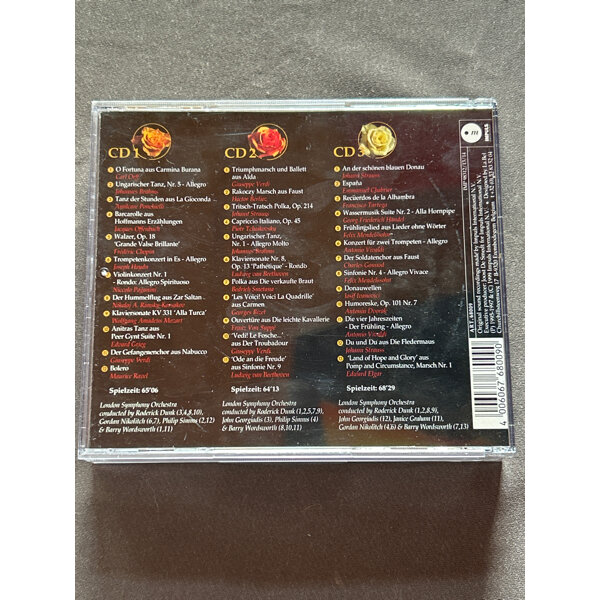 CD 1
O Fortuna aus Carmina Burana
Carl Orff
Ungarischer Tanz, Nr. 5 - Allegro
Johannes Brahms
Tanz der Stunden aus La Gioconda
Amilcare Ponchielli
Barcarolle aus
Hoffmanns Erzählungen
Jacques Offenbach
Walzer, Op. 18
'Grande Valse Brillante'
Frédéric Chopin
Trompetenkonzert in Es - Allegro
Joseph Haydn
Violinkonzert Nr. 1
- Rondo: Allegro Spirituoso
Niccolo Paganini
Der Hummelflug aus Zar Saltan
Nikolai A. Rimsky-Korsakov
Klaviersonate KV 331 'Alla Turca'
Wolfgang Amadeus Mozart
Anitras Tanz aus
Peer Gynt Suite Nr. 1
Edvard Grieg
Der Gefangenenchor aus Nabucco
Giuseppe Verdi
Bolero
Maurice Ravel
Spielzeit: 65'06
London Symphony Orchestra
conducted by Roderick Dunk (3,4,8,10),
Gordan Nikolitch (6,7), Philip Simms (2,12)
& Barry Wordsworth (1,11)
CD 2
Triumphmarsch und Ballett
aus Aida
Giuseppe Verdi
Rakoczy Marsch aus Faust
Hector Berlioz
Tritsch-Tratsch Polka, Op. 214
Johann Strauss
Capriccio Italiano, Op. 45
Peter Tchaikovsky
Ungarischer Tanz,
Nr. 1 - Allegro Molto
Johannes Brahms
Klaviersonate Nr. 8,
Op. 13 'Pathétique' - Rondo
Ludwig van Beethoven
Polka aus Die verkaufte Braut
Bedrich Smetana
'Les Voici! Voici La Quadrille'
aus Carmen
Georges Bizet
Ouvertüre aus Die leichte Kavallerie
Franz Von Suppé
'Vedi! Le Fosche...'
aus Der Troubadour
Giuseppe Verdi
'Ode an die Freude'
aus Sinfonie Nr. 9
Ludwig van Beethoven
Spielzeit: 64'13
London Symphony Orchestra
conducted by Roderick Dunk (1,2,5,7,9),
John Georgiadis (3), Philip Simms (4)
& Barry Wordsworth (8,10,11)
CD 3
An der schönen blauen Donau
Johann Strauss
España
Emmanuel Chabrier
Recüerdos de la Alhambra
Francisco Tarrega
Wassermusik Suite Nr. 2 - Alla Hornpipe
Georg Friederich Händel
Frühlingslied aus Lieder ohne Wörter
Felix Mendelssohn
Konzert für zwei Trompeten - Allegro
Antonio Vivaldi
Der Soldatenchor aus Faust
Charles Gounod
Sinfonie Nr. 4 - Allegro Vivace
Felix Mendelssohn
Donauwellen
Iosif Ivanovici
Humoreske, Op. 101 Nr. 7
Antonin Dvorák
Die vier Jahreszeiten
- Der Frühling - Allegro
Antonio Vivaldi
Du und Du aus Die Fledermaus
Johann Strauss
'Land of Hope and Glory' aus
Pomp and Circumstance, Marsch Nr. 1
Edward Elgar
Spielzeit: 68'29
London Symphony Orchestra
conducted by Roderick Dunk (1,2,8,9),
John Georgiadis (12), Janice Graham (11),
Gordan Nikolitch (4,6) & Barry Wordsworth (7,13)
ART 68009
4 006067 680090